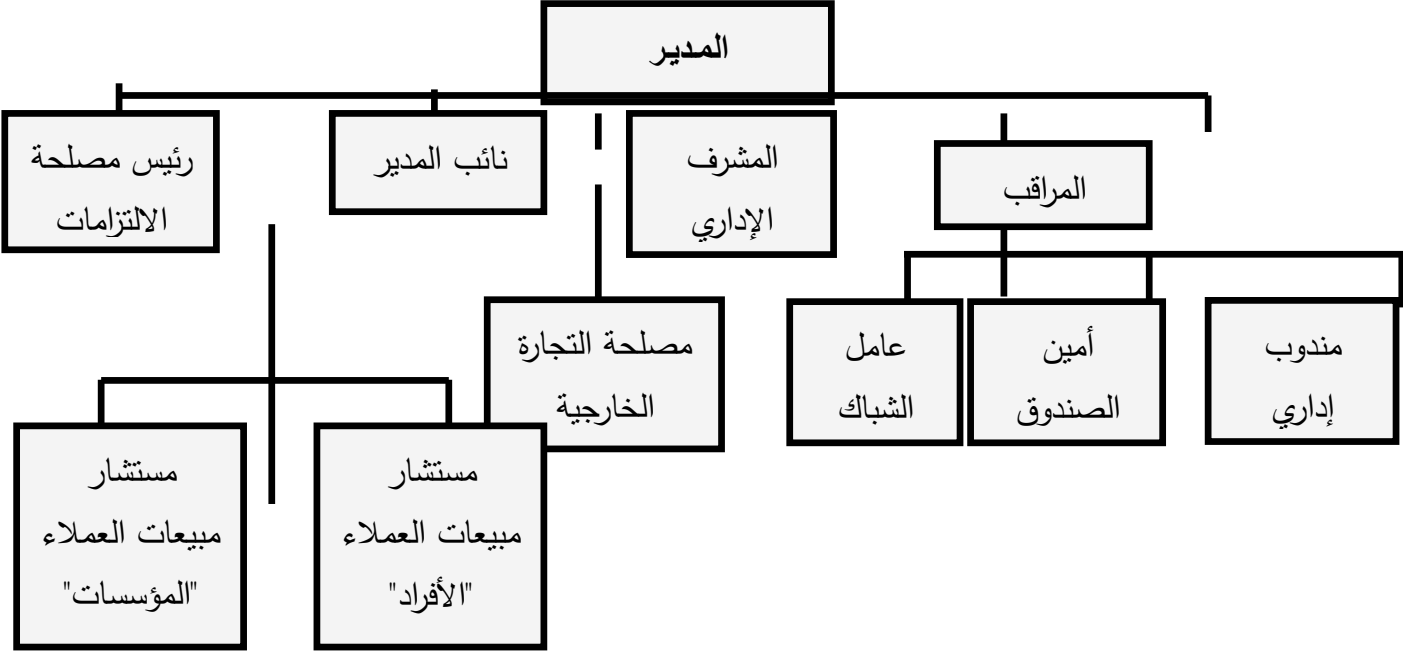 المدير
المراقب
المشرف
الإداري
نائب المدير
رئيس مصلحة
الالتزامات
مندوب
إداري
أمين
الصندوق
عامل
الشباك
مصلحة التجارة
الخارجية
مستشار
مبيعات العملاء
"الأفراد"
مستشار
مبيعات العملاء
"المؤسسات"